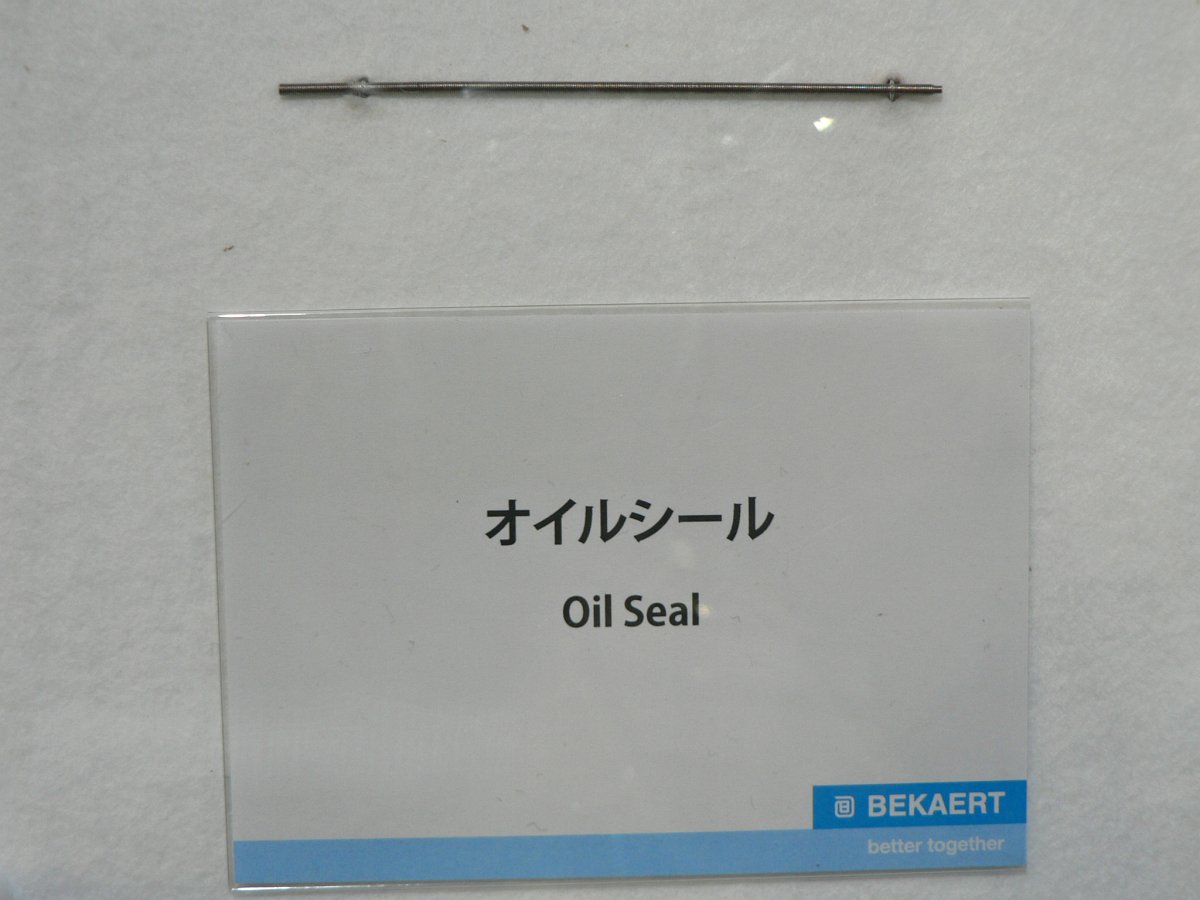 オイルシール
Oil Seal
BEKAERT
better together